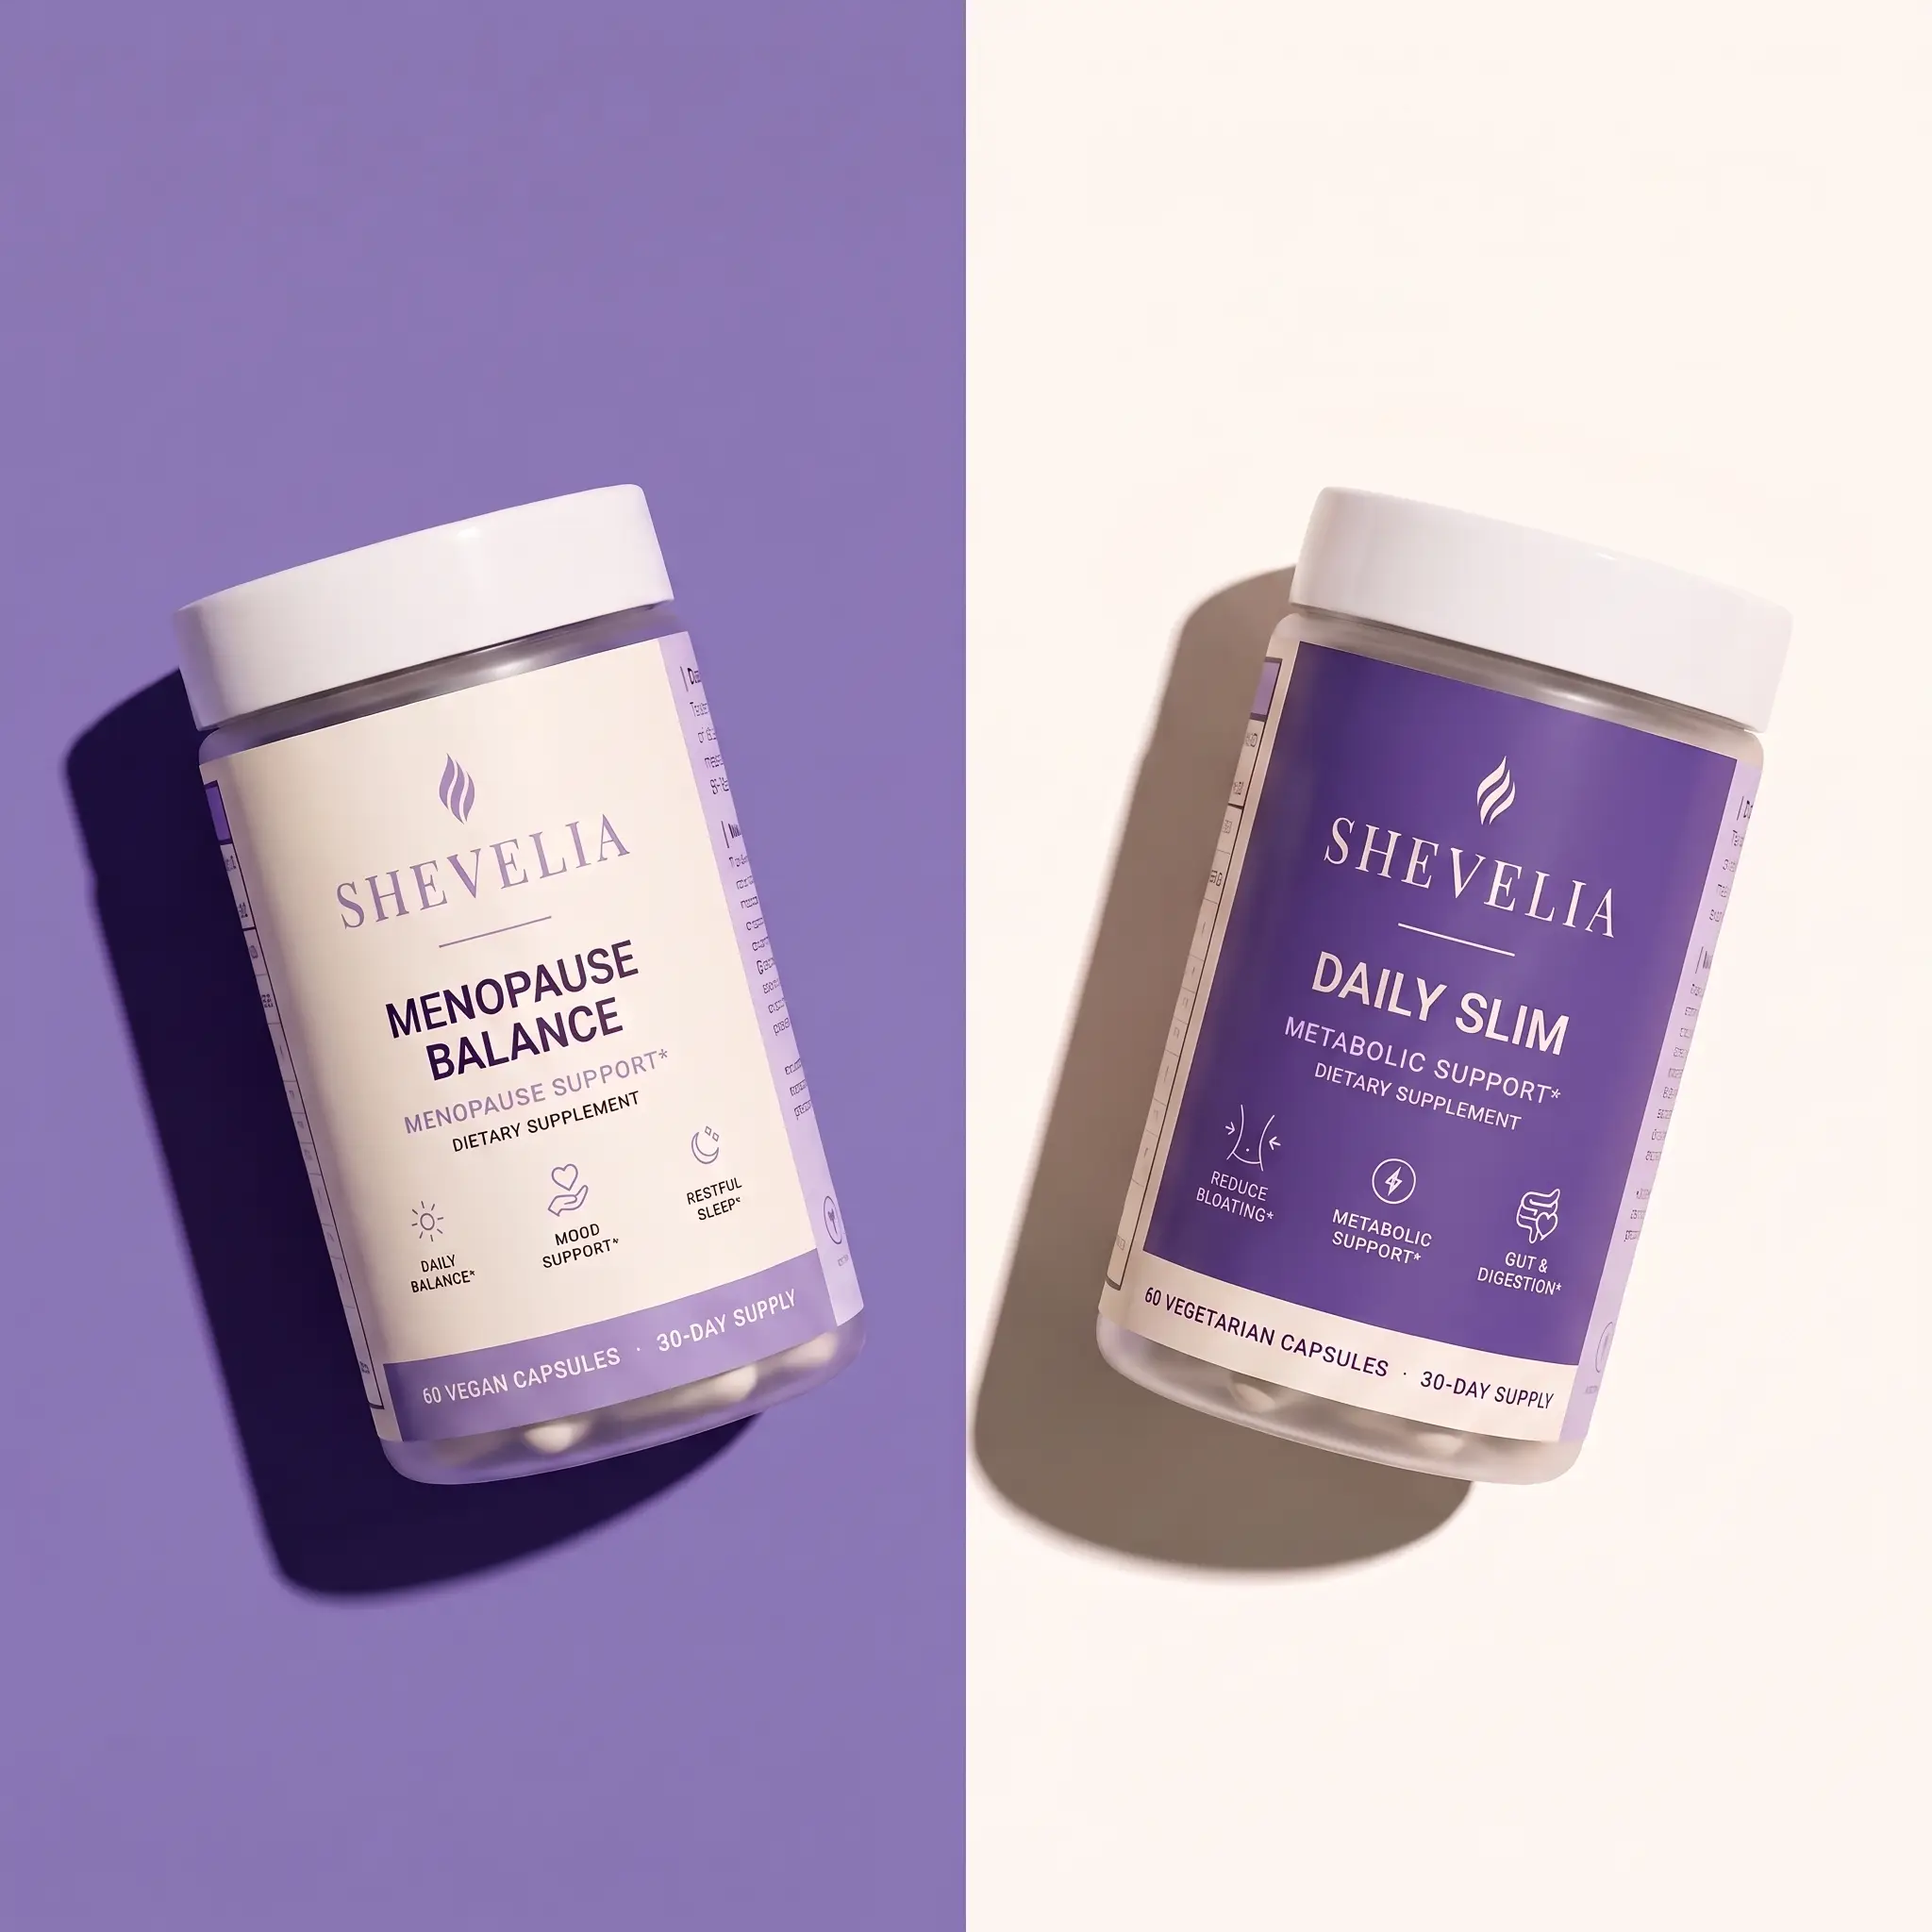 SHEVELIA
MENOPAUSE
BALANCE
MENOPAUSE SUPPORT*
DIETARY SUPPLEMENT
DAILY
BALANCE*
MOOD
SUPPORT*
RESTFUL
SLEEP*
60 VEGAN CAPSULES · 30-DAY SUPPLY
SHEVELIA
DAILY SLIM
METABOLIC SUPPORT*
DIETARY SUPPLEMENT
REDUCE
BLOATING*
METABOLIC
SUPPORT*
GUT &
DIGESTION*
60 VEGETARIAN CAPSULES · 30-DAY SUPPLY